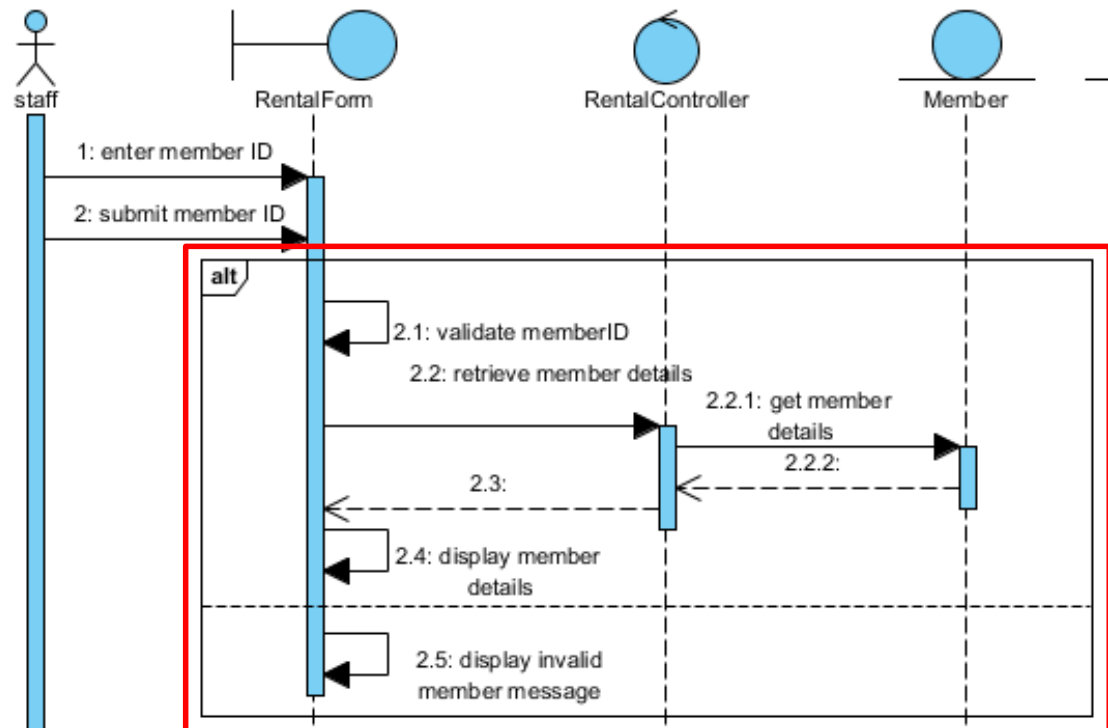 staff
RentalForm
RentalController
Member
1: enter member ID
2: submit member ID
alt
2.1: validate memberID
2.2: retrieve member details
2.2.1: get member
details
2.2.2:
2.3:
2.4: display member
details
2.5: display invalid
member message